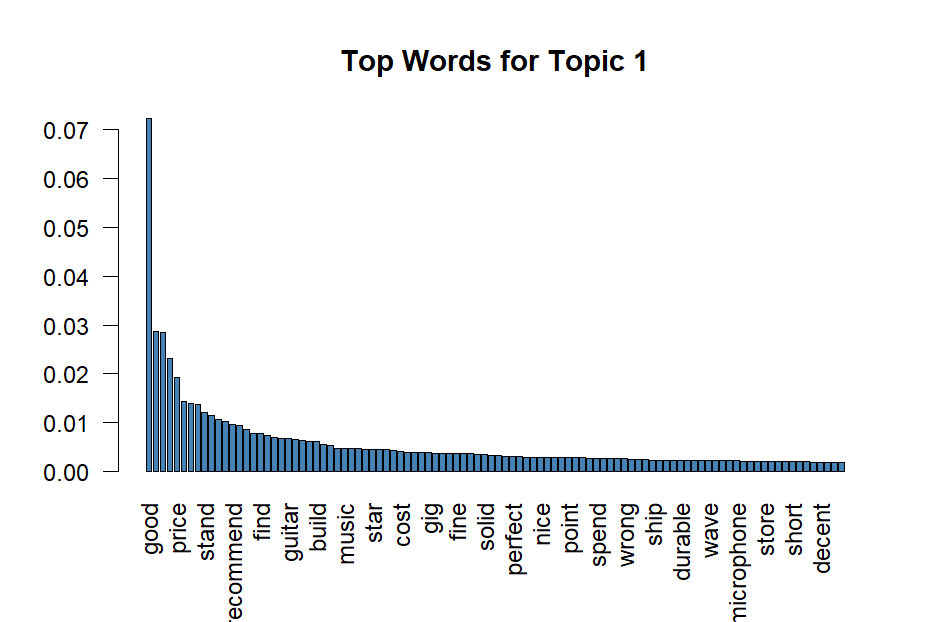 Top Words for Topic 1
0.07
0.06
0.05
0.04
0.03
0.02
0.01
0.00
good
price
stand
recommend
find
guitar
build
music
star
cost
gig
fine
solid
perfect
nice
point
spend
wrong
ship
durable
wave
microphone
store
short
decent